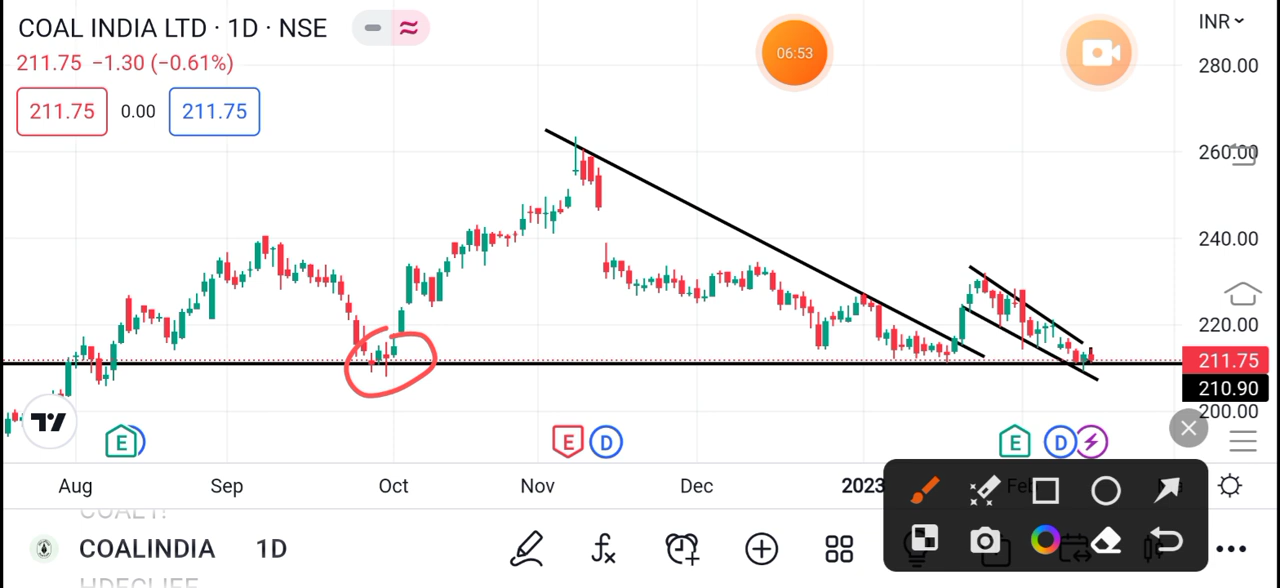 COAL INDIA LTD · 1D · NSE
INR
211.75 −1.30 (−0.61%)
06:53
280.00
211.75 0.00 211.75
260.00
240.00
220.00
211.75
210.90
200.00
E
E D
E D
Aug Sep Oct Nov Dec 2023 Feb
COALINDIA 1D
HDFCLIFE